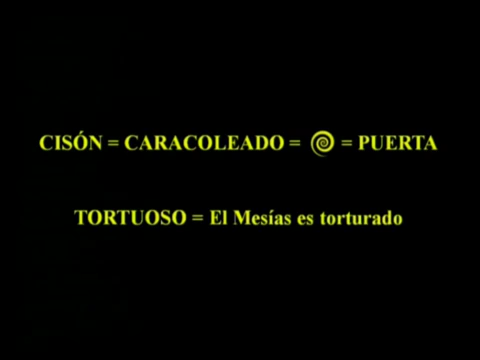 CISÓN = CARACOLEADO = = PUERTA
TORTUOSO = El Mesías es torturado